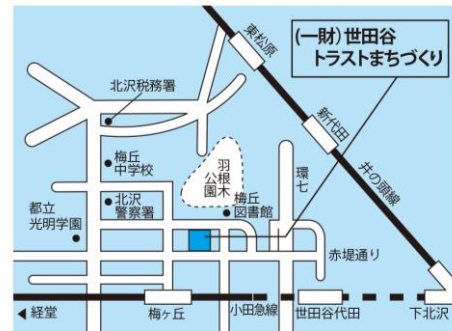 東松原
(一財)世田谷
トラストまちづくり
北沢税務署
新代田
井の頭線
梅丘
中学校
羽根木
公園
環七
北沢
警察署
梅丘
図書館
都立
光明学園
赤堤通り
経堂
梅ヶ丘
小田急線
世田谷代田
下北沢